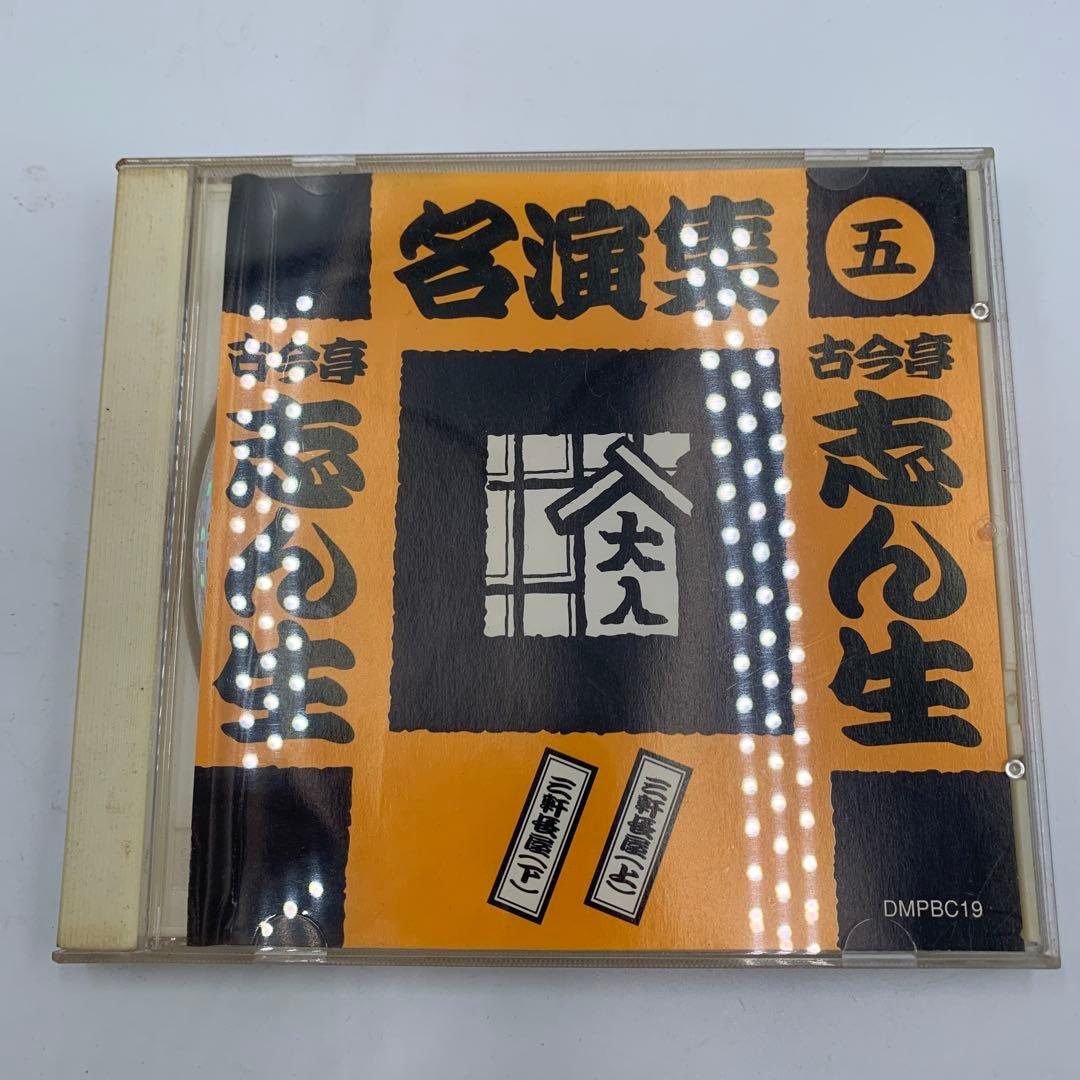 名演集
五
古今亭
志ん生
古今亭
志ん生
大入
三軒長屋(上)
三軒長屋(下)
DMPBC19